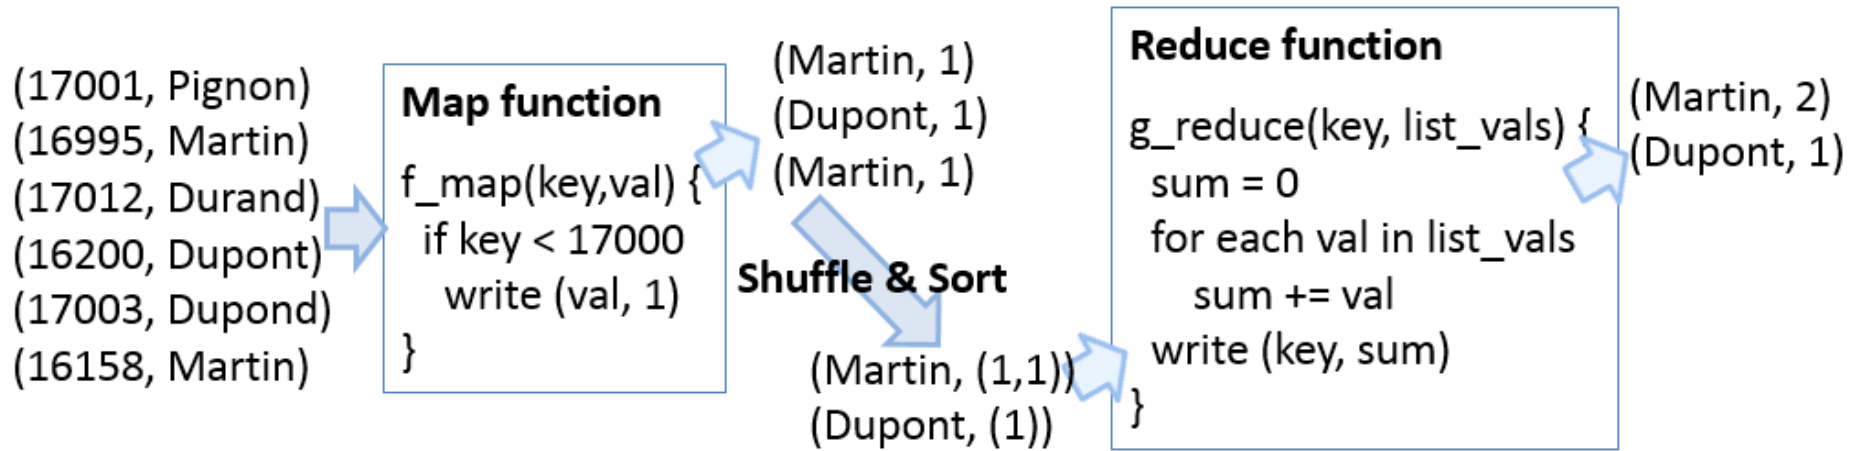 (17001, Pignon)
(16995, Martin)
(17012, Durand)
(16200, Dupont)
(17003, Dupond)
(16158, Martin)
Map function
f_map(key,val) {
if key < 17000
write (val, 1)
}
(Martin, 1)
(Dupont, 1)
(Martin, 1)
Shuffle & Sort
(Martin, (1,1))
(Dupont, (1))
Reduce function
g_reduce(key, list_vals) {
sum = 0
for each val in list_vals
sum += val
write (key, sum)
}
(Martin, 2)
(Dupont, 1)